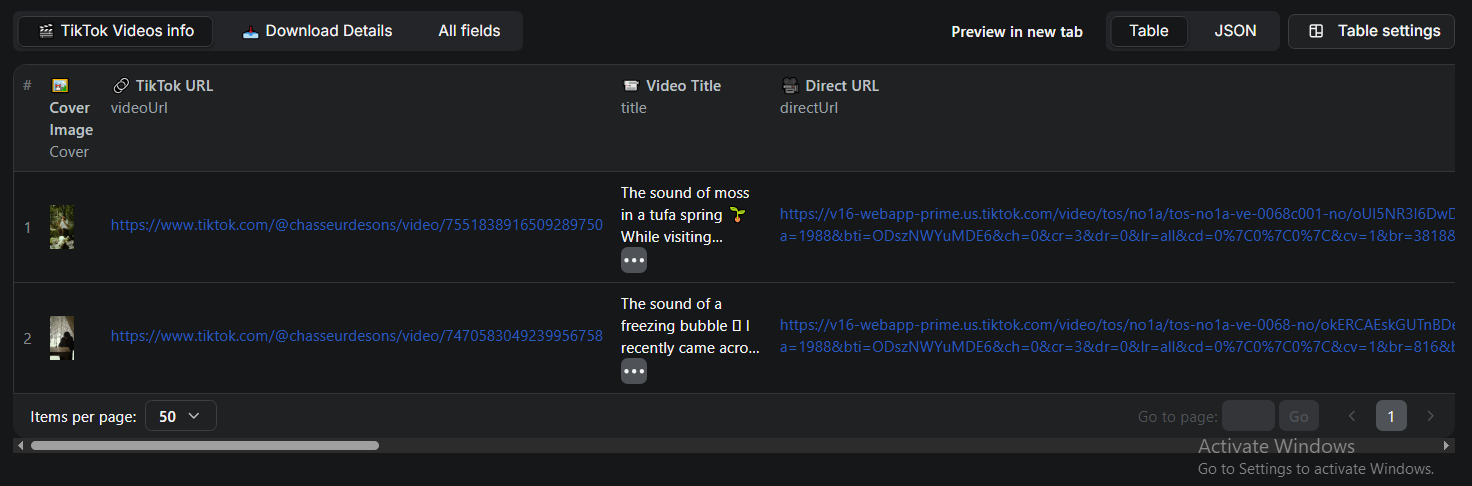 TikTok Videos info
Download Details
All fields
Preview in new tab
Table
JSON
Table settings
#
Cover
Image
Cover
TikTok URL
videoUrl
Video Title
title
Direct URL
directUrl
1
https://www.tiktok.com/@chasseurdesons/video/7551838916509289750
The sound of moss
in a tufa spring 🌱
While visiting...
https://v16-webapp-prime.us.tiktok.com/video/tos/no1a/tos-no1a-ve-0068c001-no/oUI5NR3I6DwD
a=1988&bti=ODszNWYuMDE6&ch=0&cr=3&dr=0&lr=all&cd=0%7C0%7C0%7C&cv=1&br=38188
2
https://www.tiktok.com/@chasseurdesons/video/7470583049239956758
The sound of a
freezing bubble 🫧 I
recently came acro...
https://v16-webapp-prime.us.tiktok.com/video/tos/no1a/tos-no1a-ve-0068-no/okERCAEskGUTnBDe
a=1988&bti=ODszNWYuMDE6&ch=0&cr=3&dr=0&lr=all&cd=0%7C0%7C0%7C&cv=1&br=816&
Items per page:
50
Go to page:
Go
1
Activate Windows
Go to Settings to activate Windows.